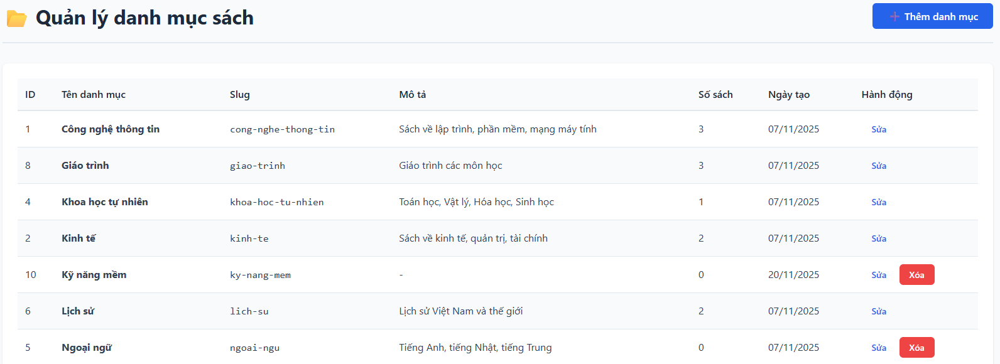 Quản lý danh mục sách
Thêm danh mục
ID Tên danh mục Slug Mô tả Số sách Ngày tạo Hành động
1 Công nghệ thông tin cong-nghe-thong-tin Sách về lập trình, phần mềm, mạng máy tính 3 07/11/2025 Sửa
8 Giáo trình giao-trinh Giáo trình các môn học 3 07/11/2025 Sửa
4 Khoa học tự nhiên khoa-hoc-tu-nhien Toán học, Vật lý, Hóa học, Sinh học 1 07/11/2025 Sửa
2 Kinh tế kinh-te Sách về kinh tế, quản trị, tài chính 2 07/11/2025 Sửa
10 Kỹ năng mềm ky-nang-mem - 0 20/11/2025 Sửa Xóa
6 Lịch sử lich-su Lịch sử Việt Nam và thế giới 2 07/11/2025 Sửa
5 Ngoại ngữ ngoai-ngu Tiếng Anh, tiếng Nhật, tiếng Trung 0 07/11/2025 Sửa Xóa